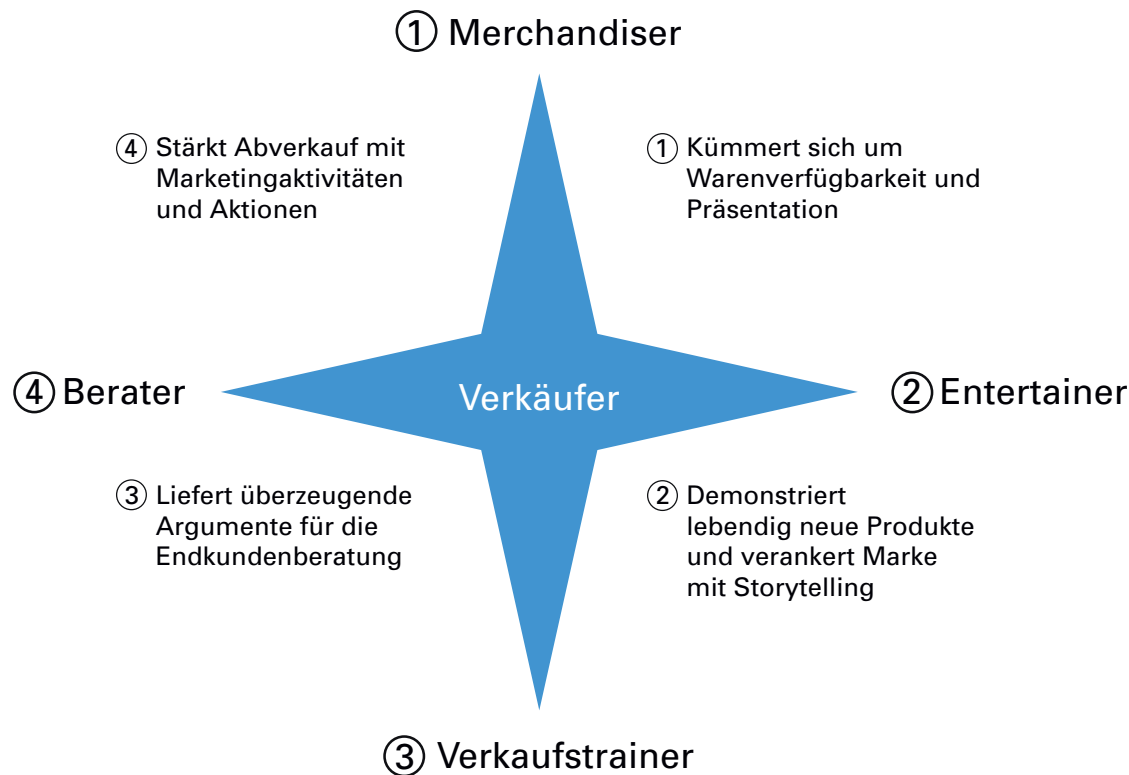 ① Merchandiser
④ Stärkt Abverkauf mit
Marketingaktivitäten
und Aktionen
① Kümmert sich um
Warenverfügbarkeit und
Präsentation
④ Berater
Verkäufer
② Entertainer
③ Liefert überzeugende
Argumente für die
Endkundenberatung
② Demonstriert
lebendig neue Produkte
und verankert Marke
mit Storytelling
③ Verkaufstrainer